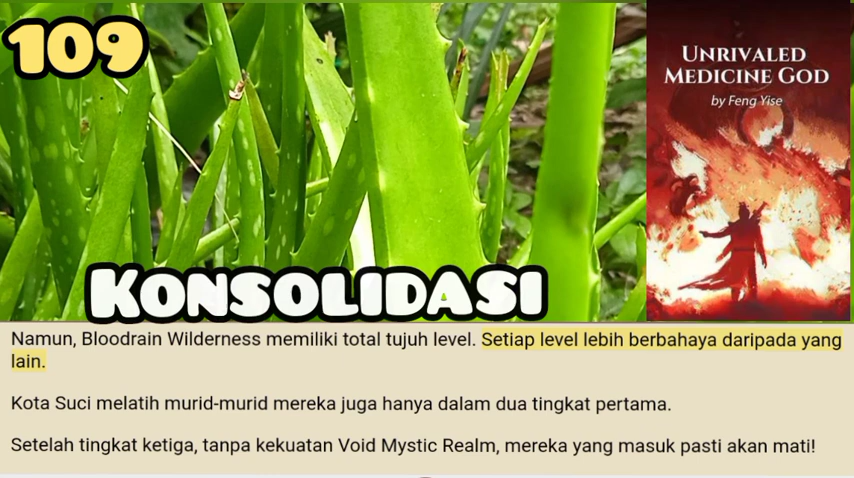 109
UNRIVALED
MEDICINE GOD
by Feng Yise
KONSOLIDASI
Namun, Bloodrain Wilderness memiliki total tujuh level. Setiap level lebih berbahaya daripada yang
lain.
Kota Suci melatih murid-murid mereka juga hanya dalam dua tingkat pertama.
Setelah tingkat ketiga, tanpa kekuatan Void Mystic Realm, mereka yang masuk pasti akan mati!